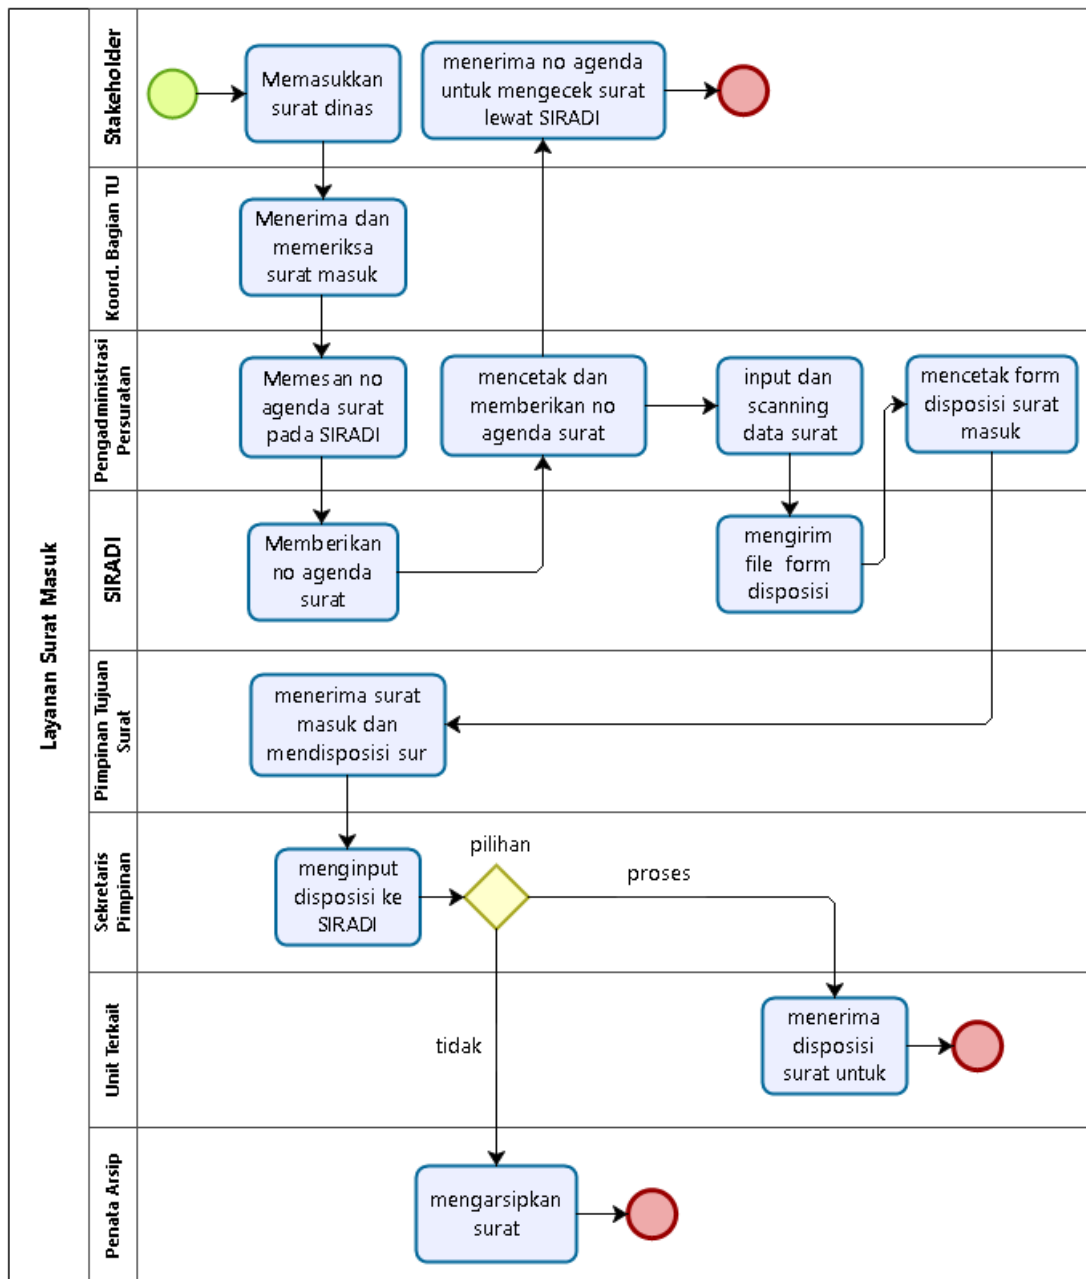 Layanan Surat Masuk
Stakeholder
Memasukkan
surat dinas
menerima no agenda
untuk mengecek surat
lewat SIRADI
Koord. Bagian TU
Menerima dan
memeriksa
surat masuk
Pengadministrasi
Persuratan
Memesan no
agenda surat
pada SIRADI
mencetak dan
memberikan no
agenda surat
input dan
scanning
data surat
mencetak form
disposisi surat
masuk
SIRADI
Memberikan
no agenda
surat
mengirim
file form
disposisi
Pimpinan Tujuan
Surat
menerima surat
masuk dan
mendisposisi sur
Sekretaris
Pimpinan
menginput
disposisi ke
SIRADI
pilihan
proses
Unit Terkait
tidak
menerima
disposisi
surat untuk
Penata Arsip
mengarsipkan
surat